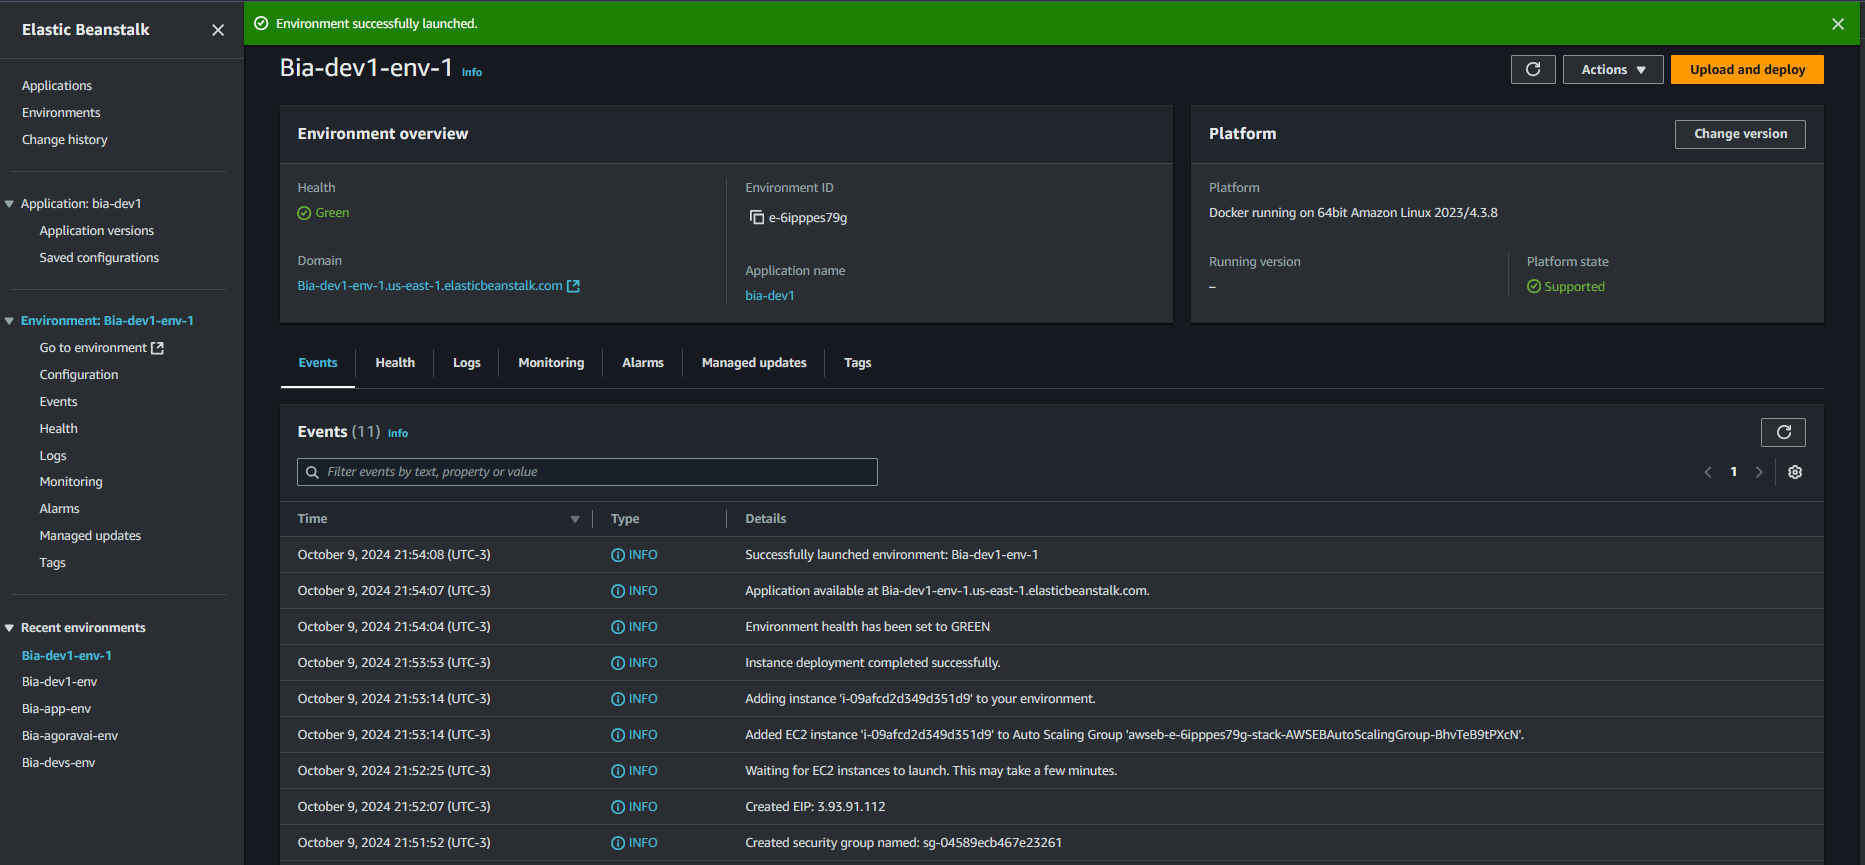 Elastic Beanstalk
Applications
Environments
Change history
Application: bia-dev1
Application versions
Saved configurations
Environment: Bia-dev1-env-1
Go to environment
Configuration
Events
Health
Logs
Monitoring
Alarms
Managed updates
Tags
Recent environments
Bia-dev1-env-1
Bia-dev1-env
Bia-app-env
Bia-agoravai-env
Bia-devs-env
Environment successfully launched.
Bia-dev1-env-1 Info
Actions
Upload and deploy
Environment overview
Health
Green
Domain
Bia-dev1-env-1.us-east-1.elasticbeanstalk.com
Environment ID
e-6ipppes79g
Application name
bia-dev1
Platform
Change version
Platform
Docker running on 64bit Amazon Linux 2023/4.3.8
Running version
–
Platform state
Supported
Events Health Logs Monitoring Alarms Managed updates Tags
Events (11) Info
Filter events by text, property or value
1
Time Type Details
October 9, 2024 21:54:08 (UTC-3) INFO Successfully launched environment: Bia-dev1-env-1
October 9, 2024 21:54:07 (UTC-3) INFO Application available at Bia-dev1-env-1.us-east-1.elasticbeanstalk.com.
October 9, 2024 21:54:04 (UTC-3) INFO Environment health has been set to GREEN
October 9, 2024 21:53:53 (UTC-3) INFO Instance deployment completed successfully.
October 9, 2024 21:53:14 (UTC-3) INFO Adding instance 'i-09afcd2d349d351d9' to your environment.
October 9, 2024 21:53:14 (UTC-3) INFO Added EC2 instance 'i-09afcd2d349d351d9' to Auto Scaling Group 'awseb-e-6ipppes79g-stack-AWSEBAutoScalingGroup-BhvTeB9tPXcN'.
October 9, 2024 21:52:25 (UTC-3) INFO Waiting for EC2 instances to launch. This may take a few minutes.
October 9, 2024 21:52:07 (UTC-3) INFO Created EIP: 3.93.91.112
October 9, 2024 21:51:52 (UTC-3) INFO Created security group named: sg-04589ecb467e23261